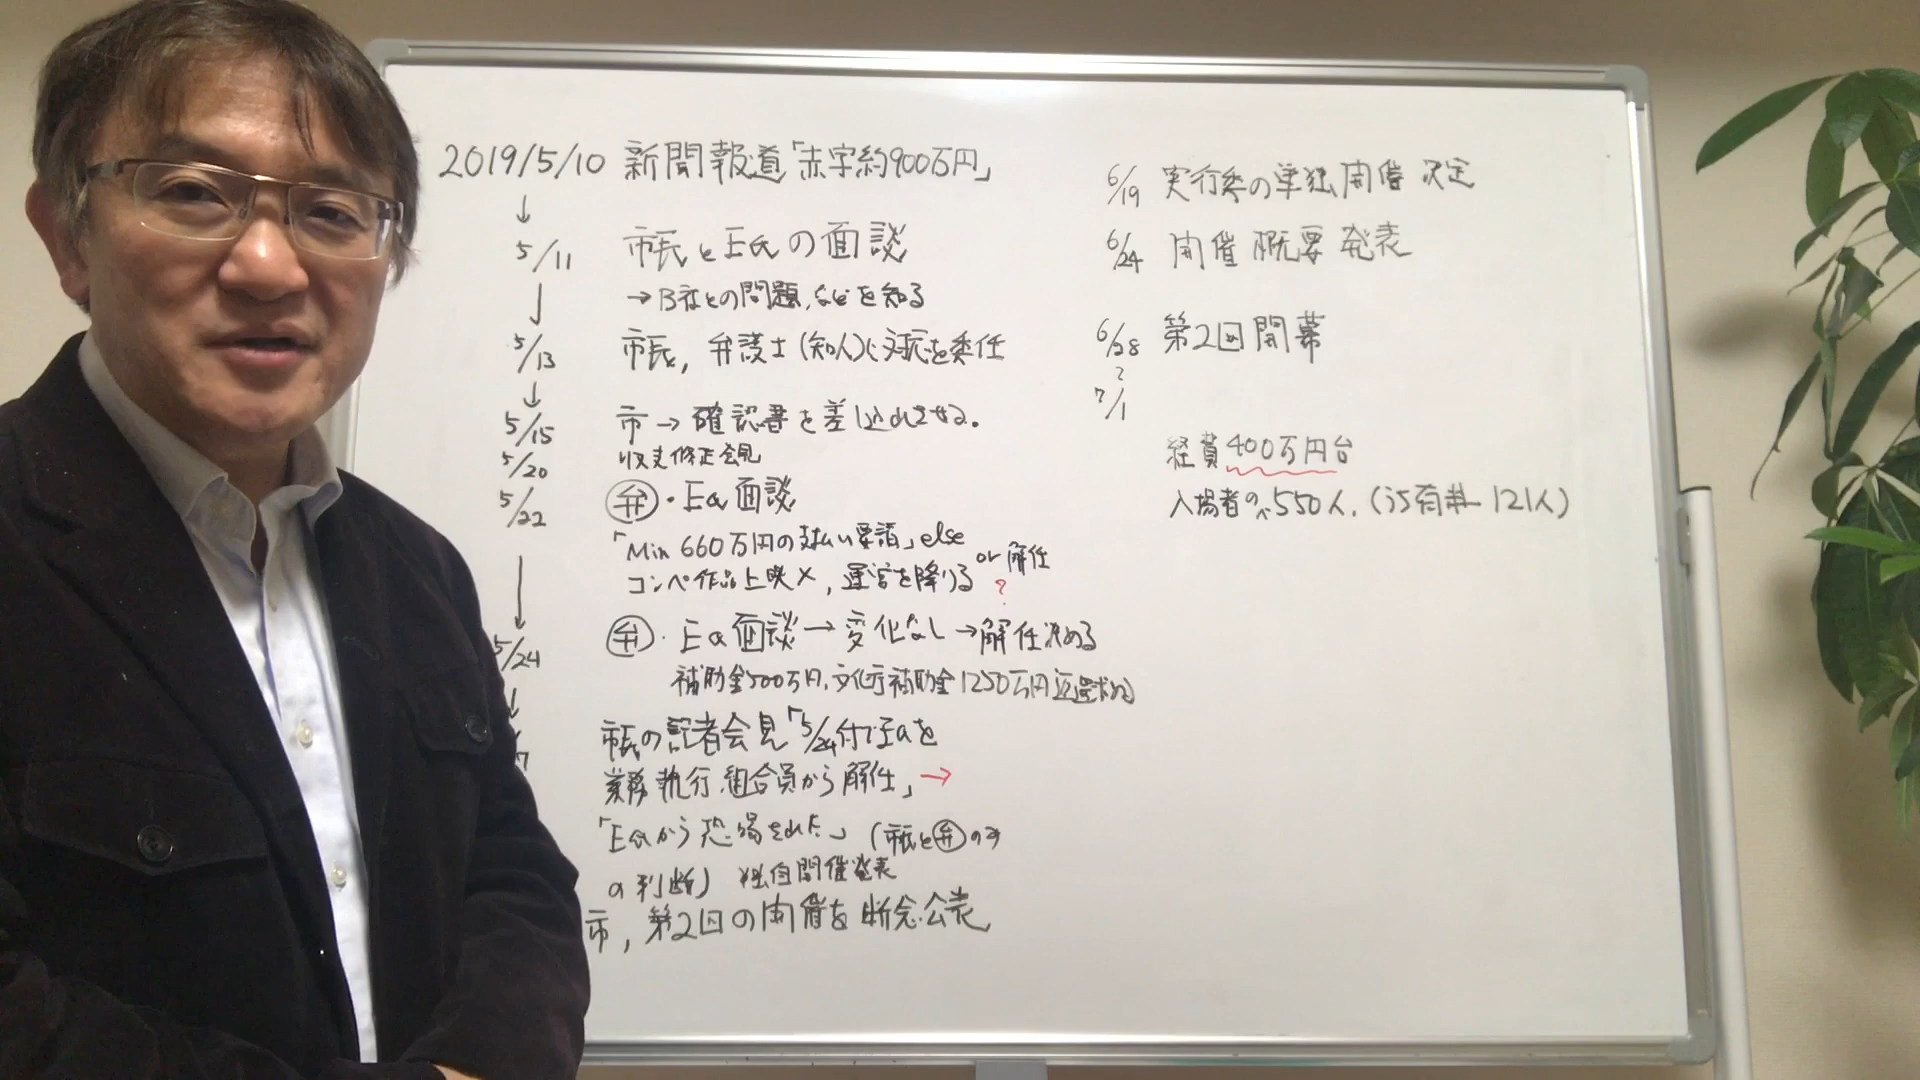 2019/5/10 新聞報道「赤字約900万円」
↓
5/11 市長とE氏の面談
→B社との問題,などを知る
↓
5/13 市長, 弁護士(知人)に対応を委任
↓
5/15 市→確認書を差し込れさせる。
5/20 収支修正会見
5/22 弁・E氏面談
「Min 660万円の支払い要請」else
コンペ作品上映×, 運営を降りる or 解任
?
↓
5/24 弁・E氏面談→変化なし→解任決める
補助金500万円,文化庁補助金1250万円
↓
市長の記者会見「5/24付でE氏を
業務執行組合員から解任」→
「E氏から恐喝された」(市長と弁のみ
の判断) 独自開催発表
市, 第2回の開催を断念公表
6/19 実行委の単独開催決定
6/24 開催概要発表
6/28 第2回開幕
7/1
経費400万円台
入場者のべ550人,(うち有料121人)